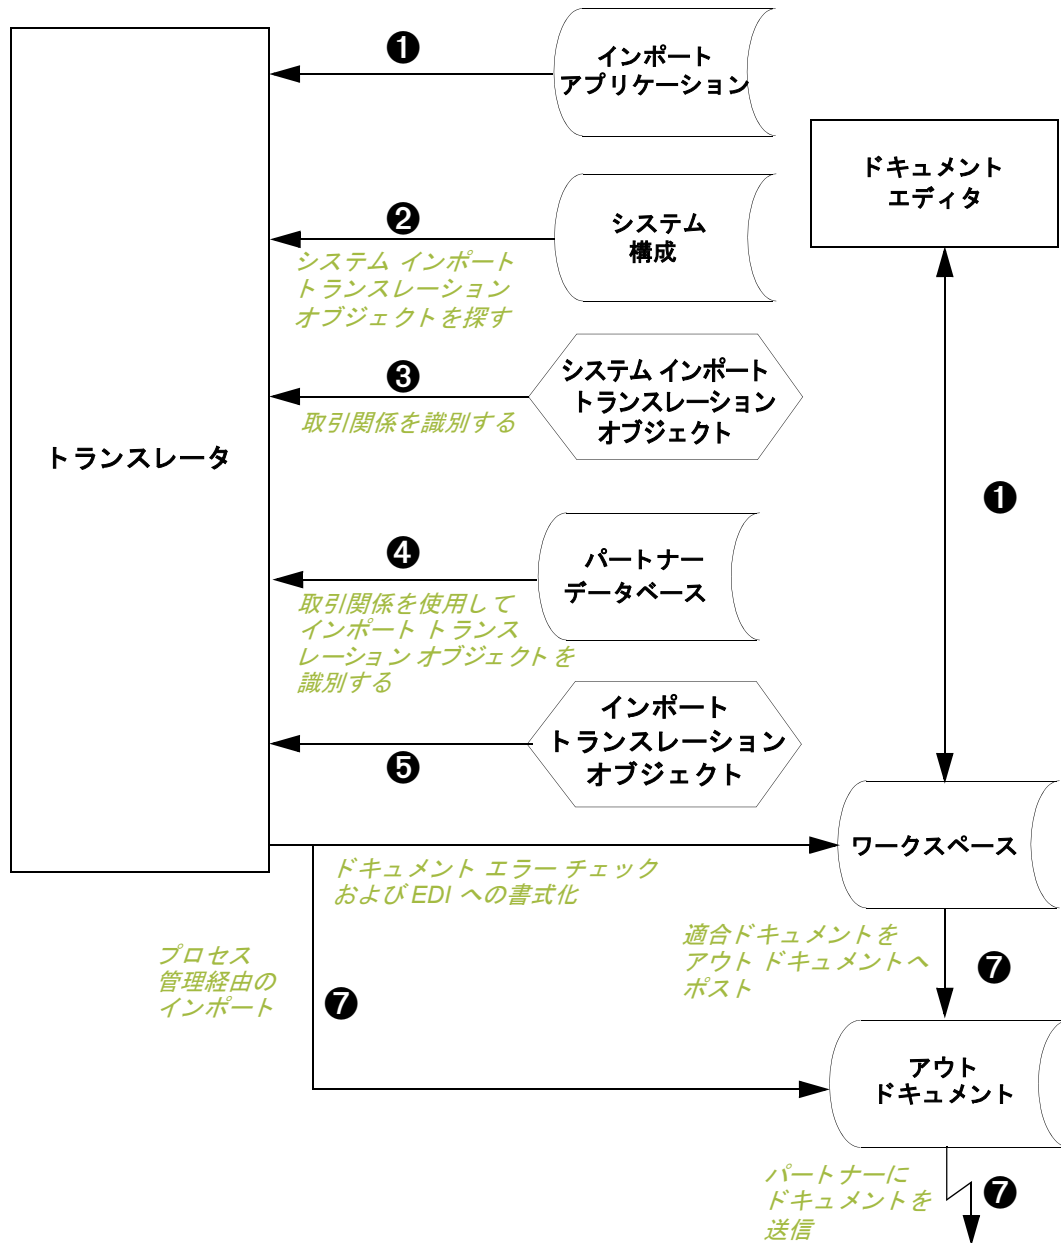 ❶
インポート
アプリケーション
ドキュメント
エディタ
❷
システム
構成
システム インポート
トランスレーション
オブジェクトを探す
❸
システム インポート
トランスレーション
オブジェクト
取引関係を識別する
トランスレータ
❶
❹
パートナー
データベース
取引関係を使用して
インポート トランス
レーション オブジェクトを
識別する
インポート
トランスレーション
オブジェクト
❺
ワークスペース
ドキュメント エラー チェック
および EDI への書式化
適合ドキュメントを
アウト ドキュメントへ
ポスト
❼
プロセス
管理経由の
インポート
❼
アウト
ドキュメント
パートナーに
ドキュメントを
送信
❼